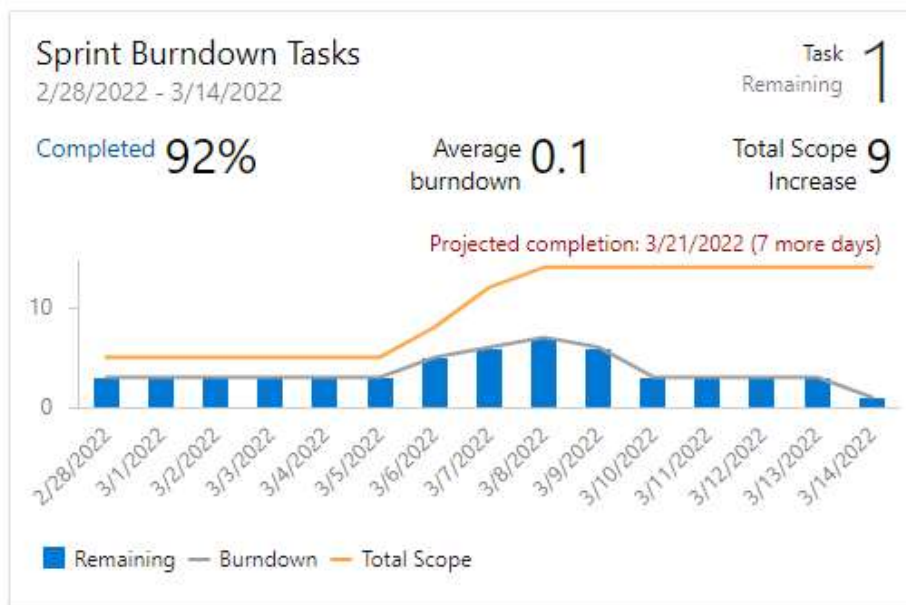 Sprint Burndown Tasks
2/28/2022 - 3/14/2022
Task
Remaining
1
Completed 92%
Average
burndown
0.1
Total Scope
Increase
9
Projected completion: 3/21/2022 (7 more days)
10
0
2/28/2022
3/1/2022
3/2/2022
3/3/2022
3/4/2022
3/5/2022
3/6/2022
3/7/2022
3/8/2022
3/9/2022
3/10/2022
3/11/2022
3/12/2022
3/13/2022
3/14/2022
Remaining
Burndown
Total Scope